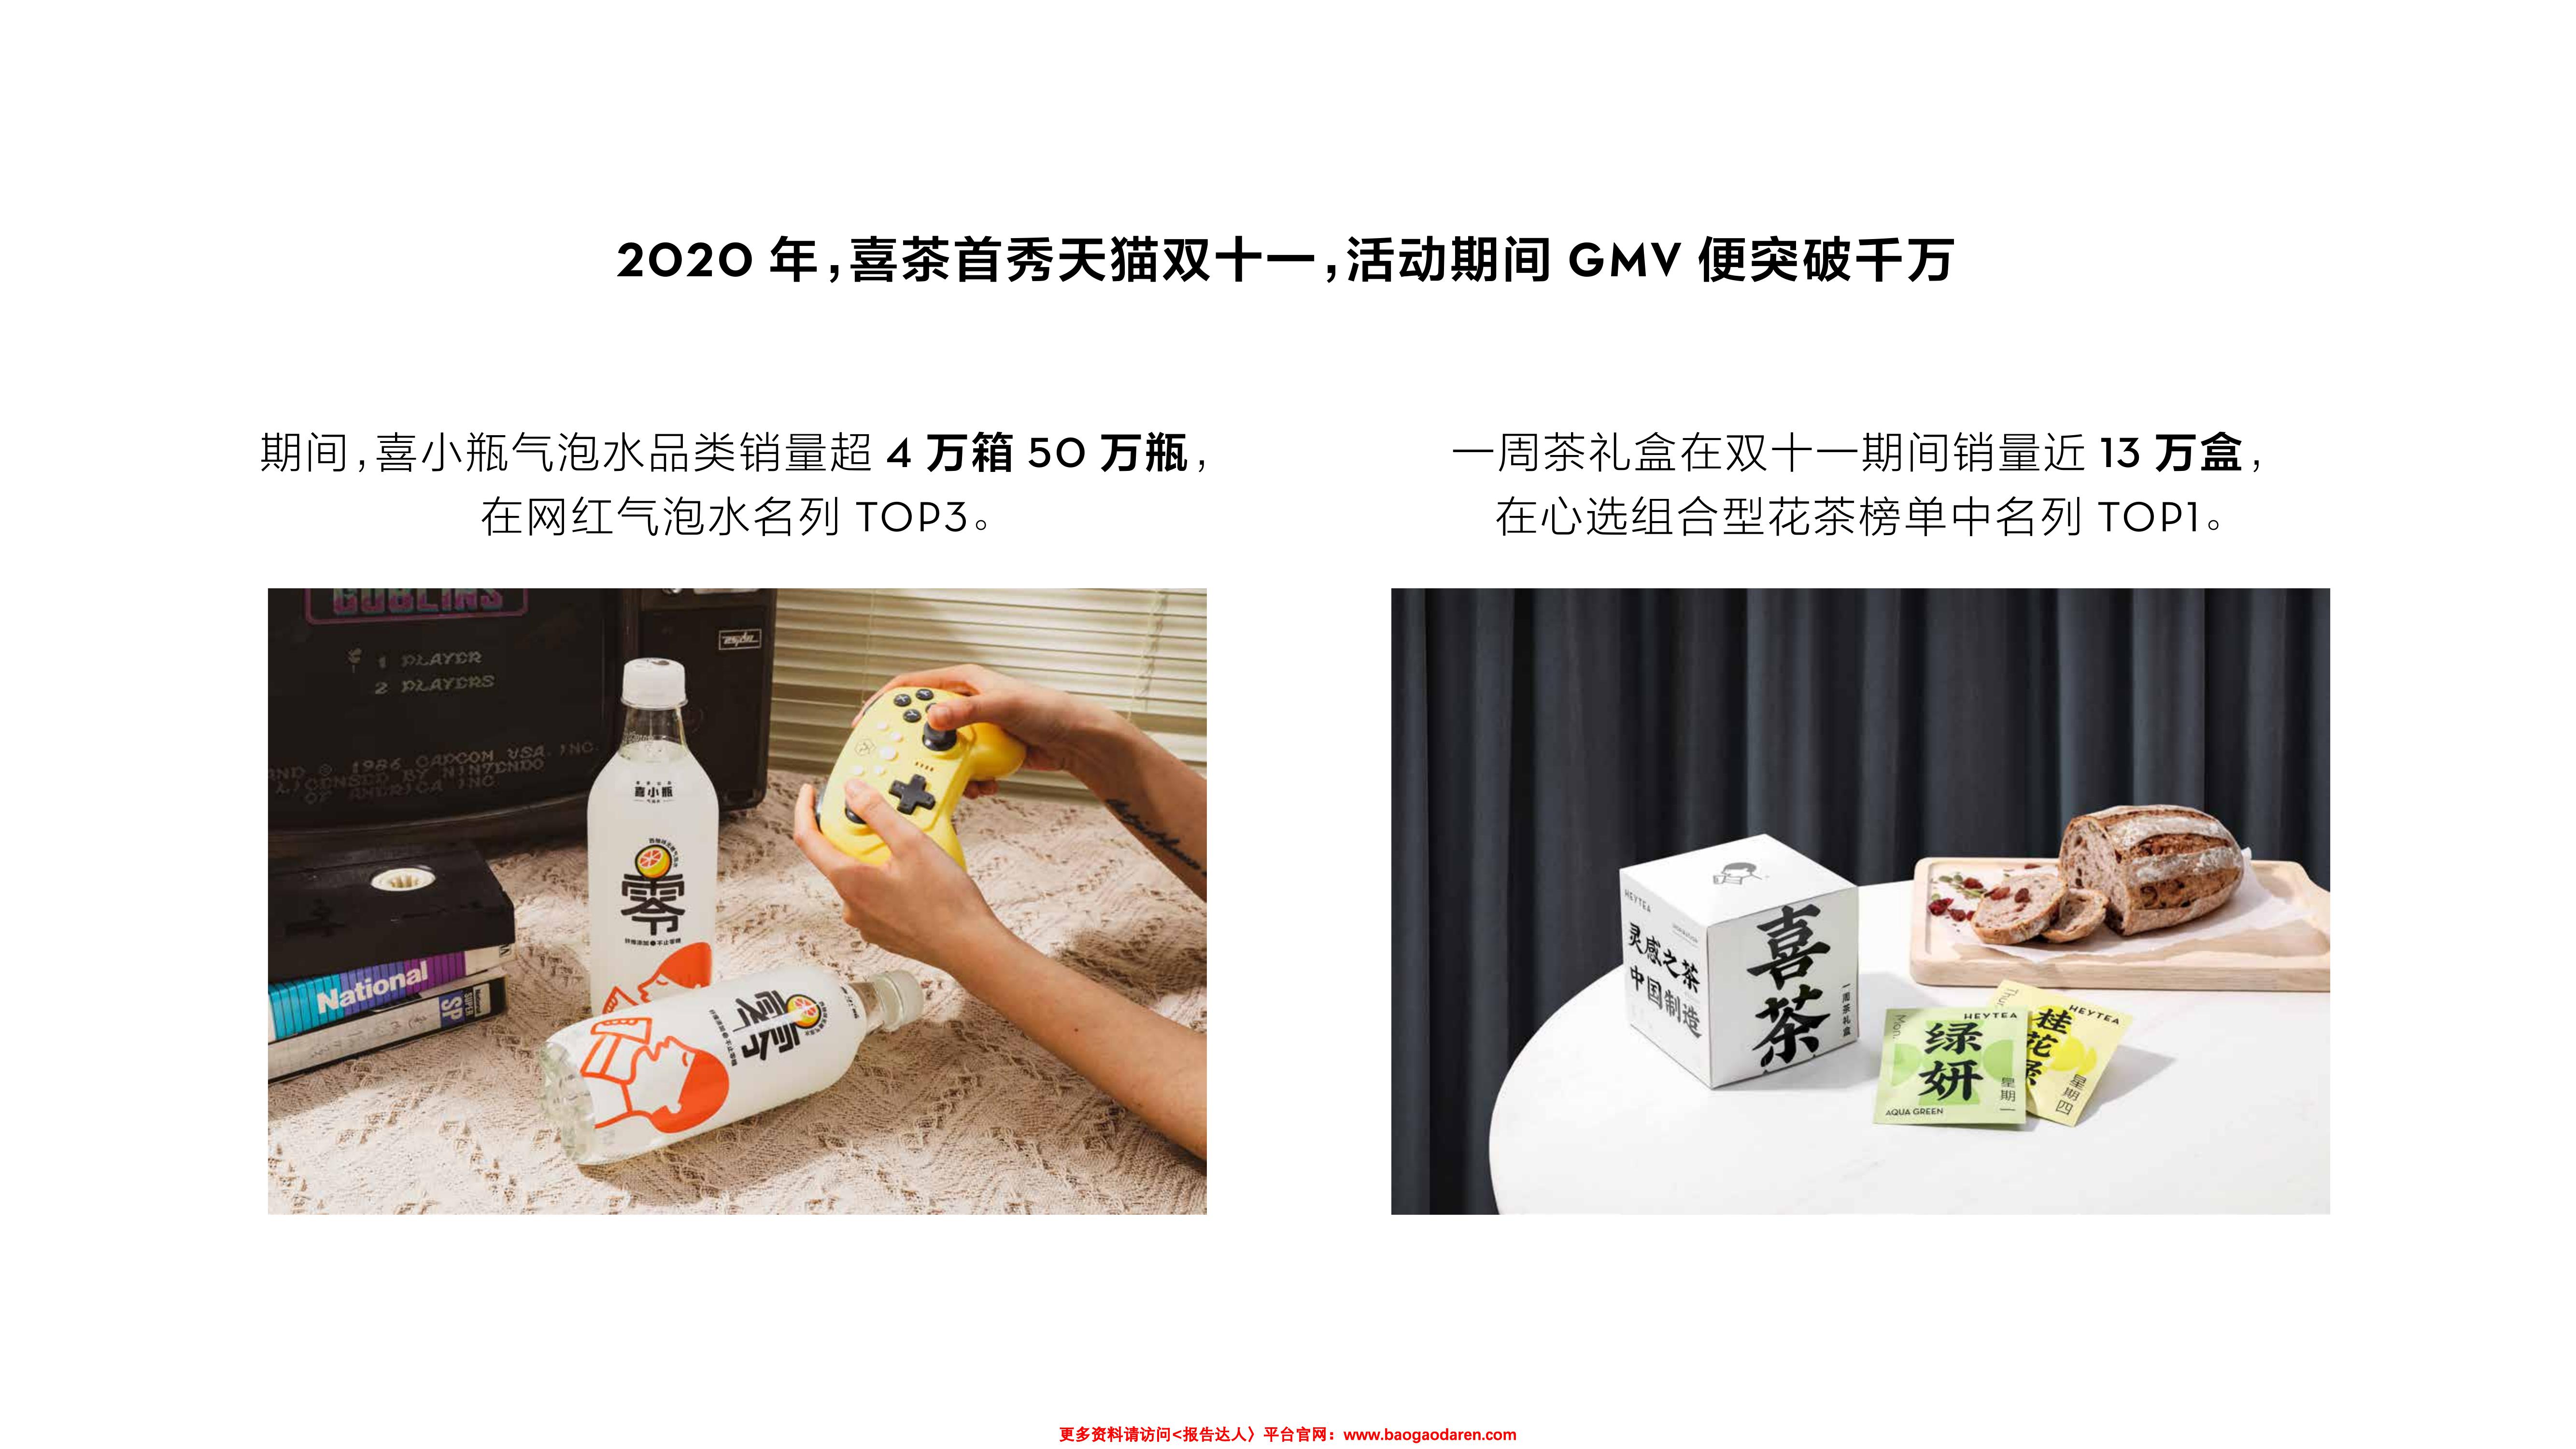 2020 年,喜茶首秀天猫双十一,活动期间 GMV 便突破千万
期间,喜小瓶气泡水品类销量超 4 万箱 50 万瓶,
在网红气泡水名列 TOP3。
一周茶礼盒在双十一期间销量近 13 万盒,
在心选组合型花茶榜单中名列 TOP1。
GOBLINS
1 PLAYER
2 PLAYERS
1986 CAPCOM USA. INC.
LICENSED BY NINTENDO
OF AMERICA INC
喜小瓶
零
National
SP
零
HEYTEA
灵感之茶
中国制造
喜茶
一周茶礼盒
HEYTEA
绿妍
星期一
AQUA GREEN
HEYTEA
桂花绿
星期四
更多资料请访问<报告达人〉平台官网：www.baogaodaren.com